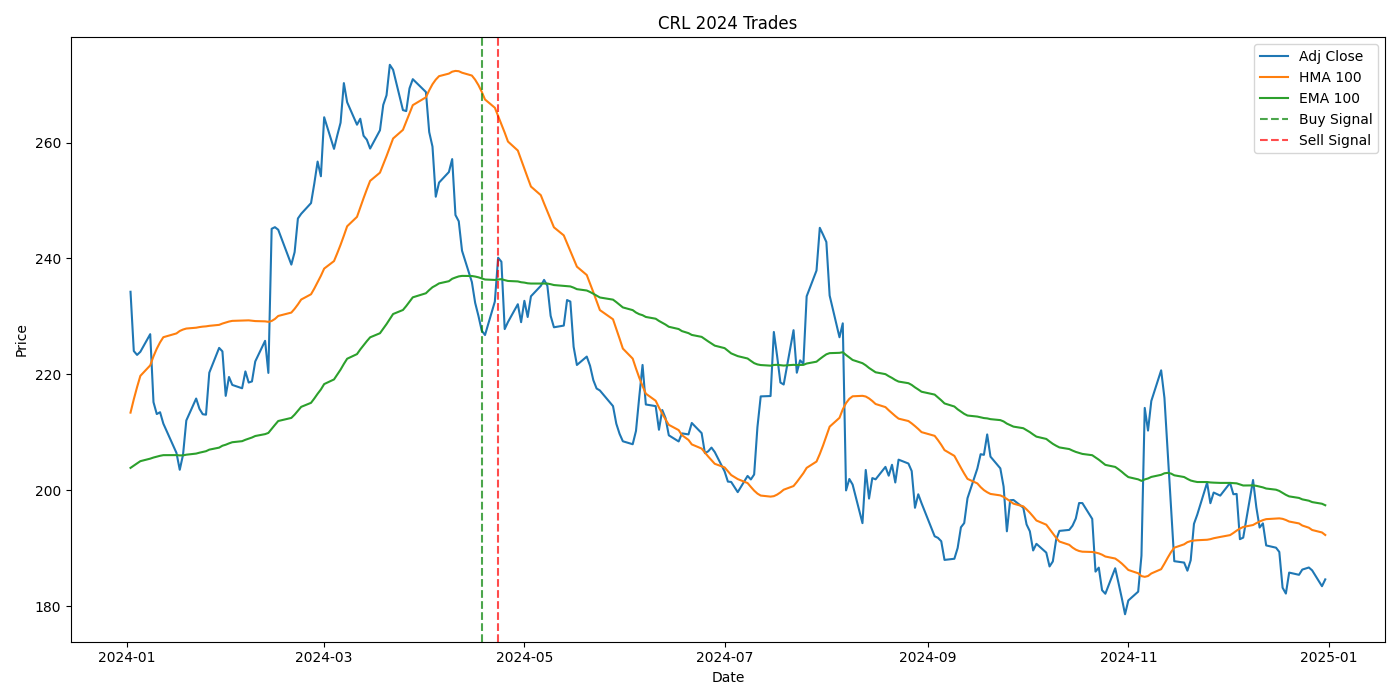 CRL 2024 Trades
Adj Close
HMA 100
EMA 100
Buy Signal
Sell Signal
Price
260
240
220
200
180
2024-01 2024-03 2024-05 2024-07 2024-09 2024-11 2025-01
Date